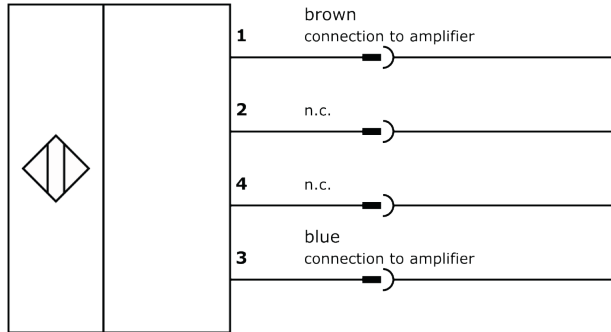 brown
1
connection to amplifier
2
n.c.
4
n.c.
blue
3
connection to amplifier